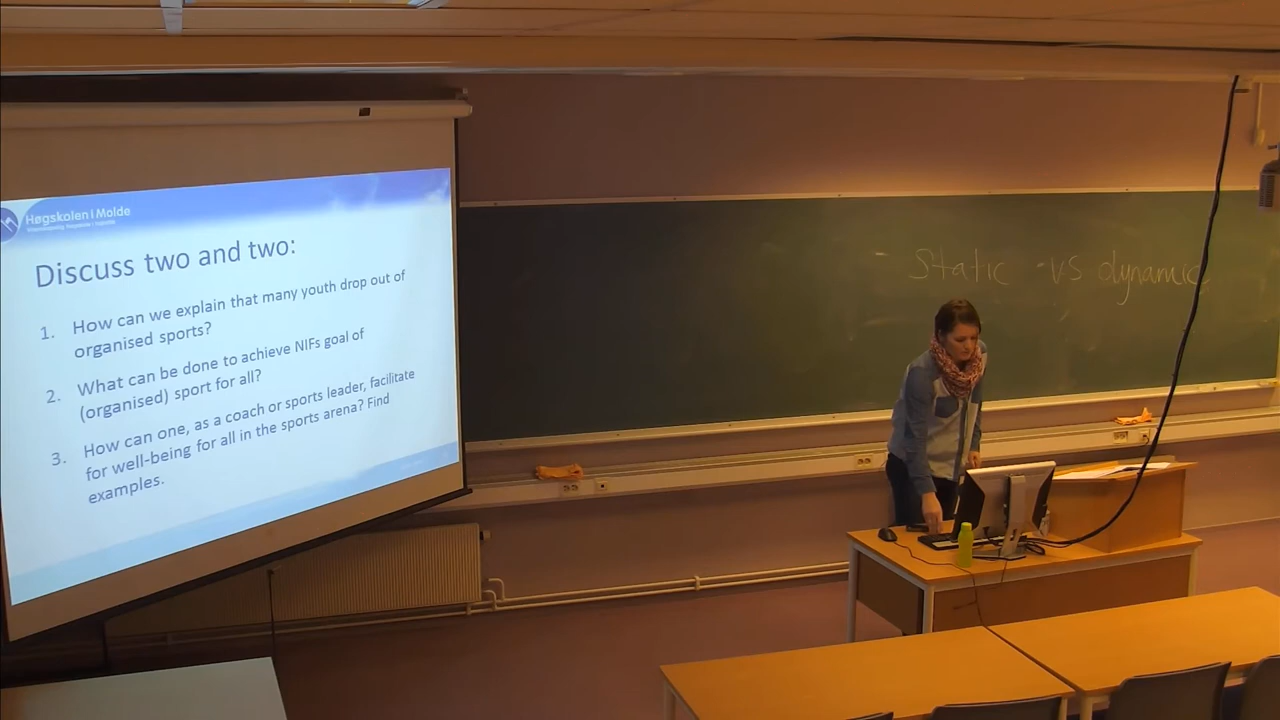 Høgskolen i Molde
Discuss two and two:
1. How can we explain that many youth drop out of
organised sports?
2. What can be done to achieve NIFs goal of
(organised) sport for all?
3. How can one, as a coach or sports leader, facilitate
for well-being for all in the sports arena? Find
examples.
- Static - vs dynamic